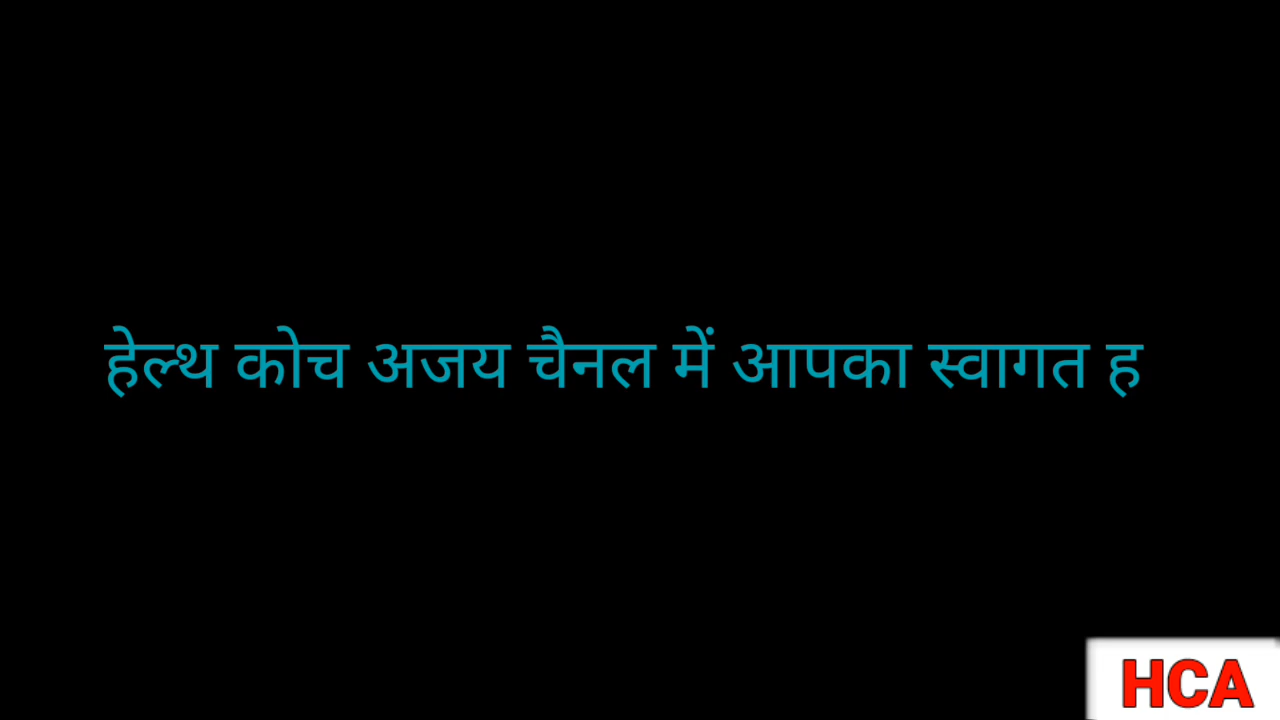 हेल्थ कोच अजय चैनल में आपका स्वागत ह
HCA